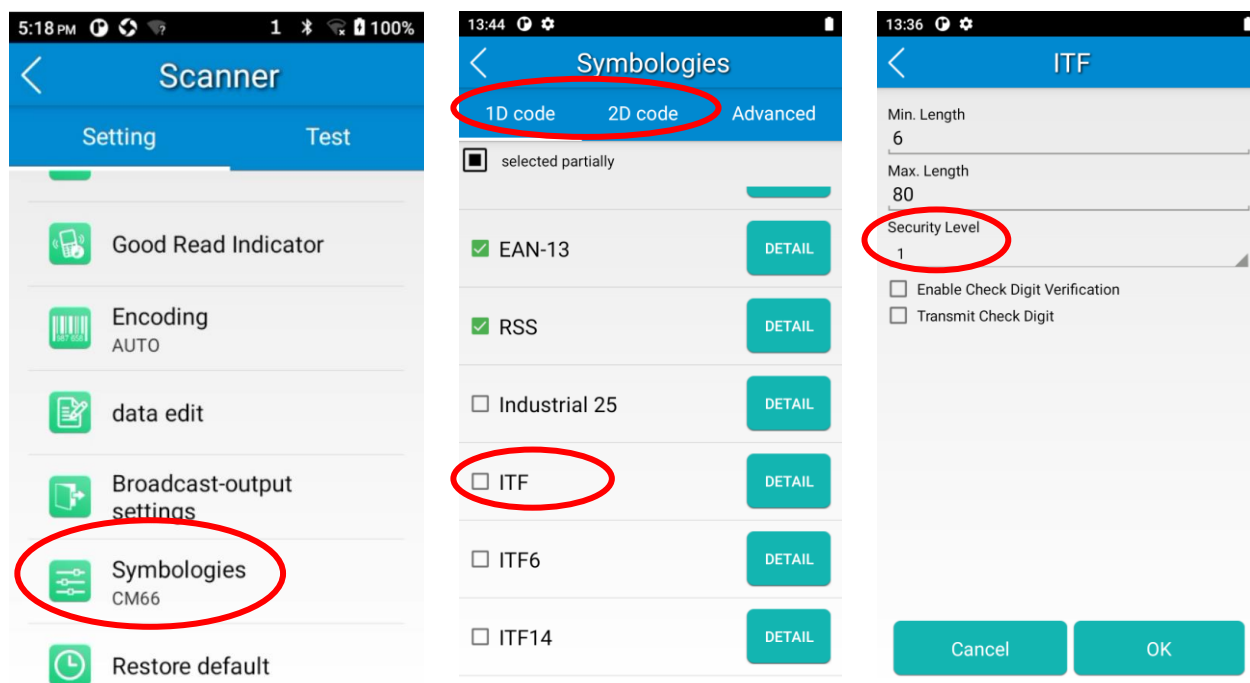 5:18 PM 1 100%
Scanner
Setting Test
Good Read Indicator
Encoding
AUTO
data edit
Broadcast-output
settings
Symbologies
CM66
Restore default
13:44
Symbologies
1D code 2D code Advanced
selected partially
EAN-13 DETAIL
RSS DETAIL
Industrial 25 DETAIL
ITF DETAIL
ITF6 DETAIL
ITF14 DETAIL
13:36
ITF
Min. Length
6
Max. Length
80
Security Level
1
Enable Check Digit Verification
Transmit Check Digit
Cancel OK